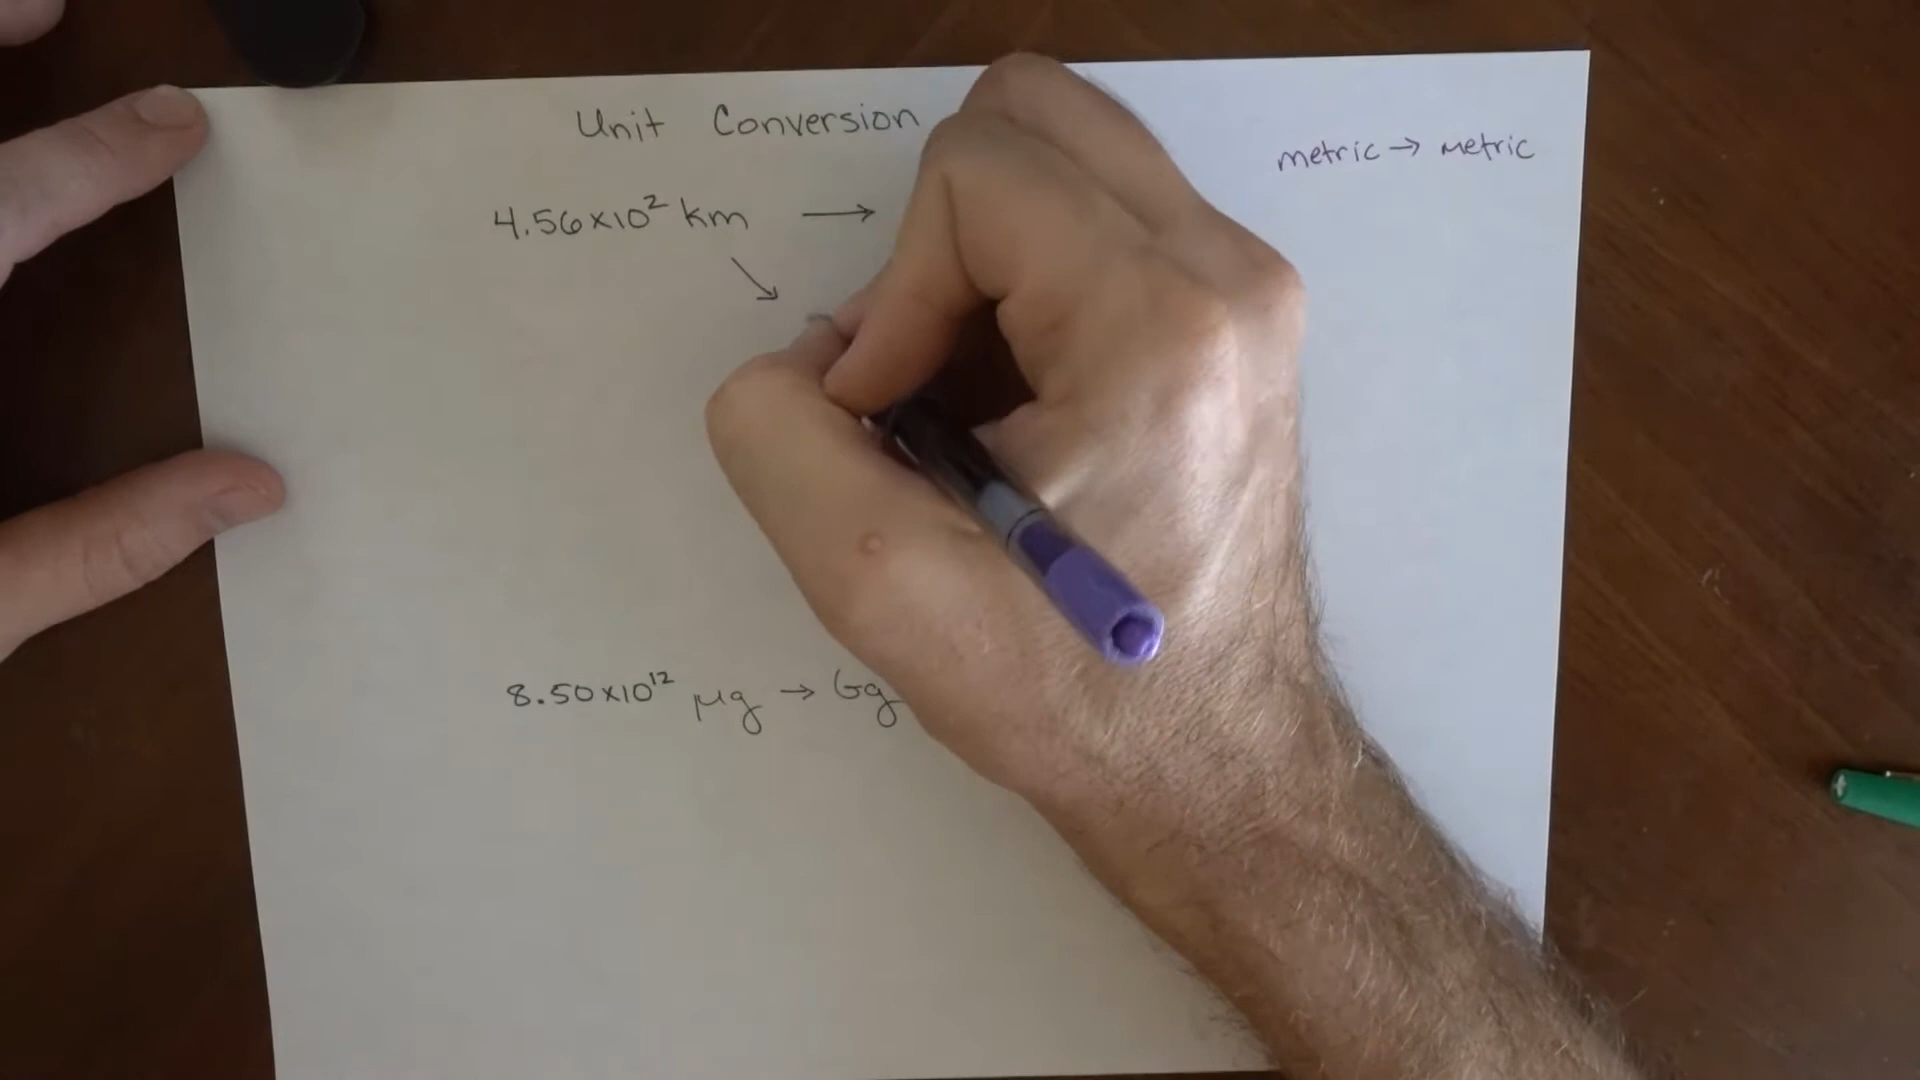 Unit Conversion
metric → metric
4.56x10² km →
8.50x10¹² μg → Gg